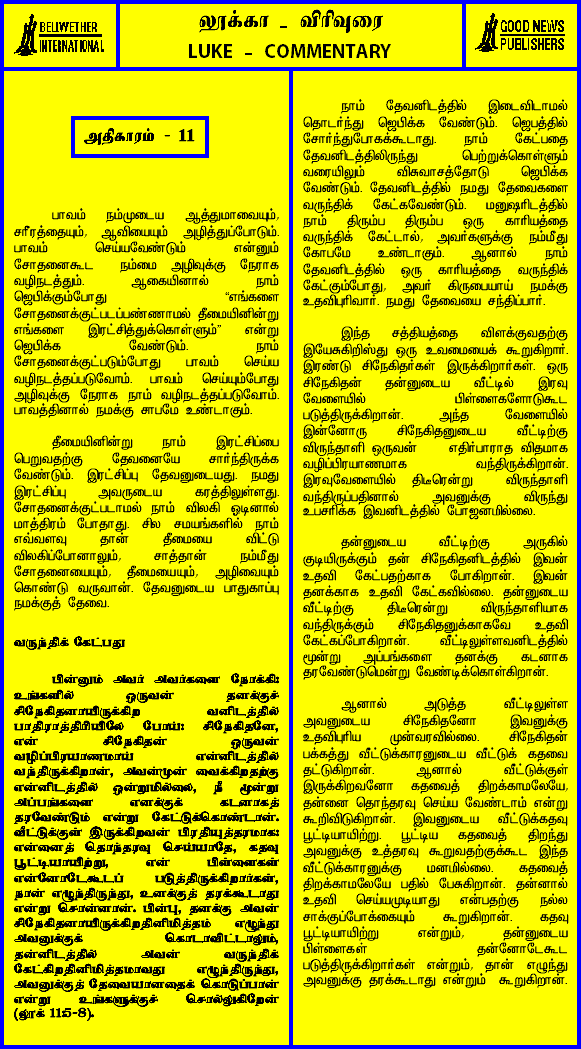 BELLWETHER
INTERNATIONAL
லூக்கா - விரிவுரை
LUKE - COMMENTARY
GOOD NEWS
PUBLISHERS
அதிகாரம் - 11
பாவம் நம்முடைய ஆத்துமாவையும்,
சரீரத்தையும், ஆவியையும் அழித்துப்போடும்.
பாவம் செய்யவேண்டும் என்னும்
சோதனைகூட நம்மை அழிவுக்கு நேராக
வழிநடத்தும். ஆகையினால் நாம்
ஜெபிக்கும்போது “எங்களை
சோதனைக்குட்படப்பண்ணாமல் தீமையினின்று
எங்களை இரட்சித்துக்கொள்ளும்” என்று
ஜெபிக்க வேண்டும். நாம்
சோதனைக்குட்படும்போது பாவம் செய்ய
வழிநடத்தப்படுவோம். பாவம் செய்யும்போது
அழிவுக்கு நேராக நாம் வழிநடத்தப்படுவோம்.
பாவத்தினால் நமக்கு சாபமே உண்டாகும்.
தீமையினின்று நாம் இரட்சிப்பை
பெறுவதற்கு தேவனையே சார்ந்திருக்க
வேண்டும். இரட்சிப்பு தேவனுடையது. நமது
இரட்சிப்பு அவருடைய கரத்திலுள்ளது.
சோதனைக்குட்படாமல் நாம் விலகி ஓடினால்
மாத்திரம் போதாது. சில சமயங்களில் நாம்
எவ்வளவு தான் தீமையை விட்டு
விலகிப்போனாலும், சாத்தான் நம்மீது
சோதனையையும், தீமையையும், அழிவையும்
கொண்டு வருவான். தேவனுடைய பாதுகாப்பு
நமக்குத் தேவை.
வருந்திக் கேட்பது
பின்னும் அவர் அவர்களை நோக்கி:
உங்களில் ஒருவன் தனக்குச்
சிநேகிதனாயிருக்கிற வனிடத்தில்
பாதிராத்திரியிலே போய்: சிநேகிதனே,
என் சிநேகிதன் ஒருவன்
வழிப்பிரயாணமாய் என்னிடத்தில்
வந்திருக்கிறான், அவன்முன் வைக்கிறதற்கு
என்னிடத்தில் ஒன்றுமில்லை, நீ மூன்று
அப்பங்களை எனக்குக் கடனாகத்
தரவேண்டும் என்று கேட்டுக்கொண்டான்.
வீட்டுக்குள் இருக்கிறவன் பிரதியுத்தரமாக:
என்னைத் தொந்தரவு செய்யாதே, கதவு
பூட்டியாயிற்று, என் பிள்ளைகள்
என்னோடேகூடப் படுத்திருக்கிறார்கள்,
நான் எழுந்திருந்து, உனக்குத் தரக்கூடாது
என்று சொன்னான். பின்பு, தனக்கு அவன்
சிநேகிதனாயிருக்கிறதினிமித்தம் எழுந்து
அவனுக்குக் கொடாவிட்டாலும்,
தன்னிடத்தில் அவன் வருந்திக்
கேட்கிறதினிமித்தமாவது எழுந்திருந்து,
அவனுக்குத் தேவையானதைக் கொடுப்பான்
என்று உங்களுக்குச் சொல்லுகிறேன்
(லூக் 11:5-8).
நாம் தேவனிடத்தில் இடைவிடாமல்
தொடர்ந்து ஜெபிக்க வேண்டும். ஜெபத்தில்
சோர்ந்துபோகக்கூடாது. நாம் கேட்பதை
தேவனிடத்திலிருந்து பெற்றுக்கொள்ளும்
வரையிலும் விசுவாசத்தோடு ஜெபிக்க
வேண்டும். தேவனிடத்தில் நமது தேவைகளை
வருந்திக் கேட்கவேண்டும். மனுஷரிடத்தில்
நாம் திரும்ப திரும்ப ஒரு காரியத்தை
வருந்திக் கேட்டால், அவர்களுக்கு நம்மீது
கோபமே உண்டாகும். ஆனால் நாம்
தேவனிடத்தில் ஒரு காரியத்தை வருந்திக்
கேட்கும்போது, அவர் கிருபையாய் நமக்கு
உதவிபுரிவார். நமது தேவையை சந்திப்பார்.
இந்த சத்தியத்தை விளக்குவதற்கு
இயேசுகிறிஸ்து ஒரு உவமையைக் கூறுகிறார்.
இரண்டு சிநேகிதர்கள் இருக்கிறார்கள். ஒரு
சிநேகிதன் தன்னுடைய வீட்டில் இரவு
வேளையில் பிள்ளைகளோடுகூட
படுத்திருக்கிறான். அந்த வேளையில்
இன்னோரு சிநேகிதனுடைய வீட்டிற்கு
விருந்தாளி ஒருவன் எதிர்பாராத விதமாக
வழிப்பிரயாணமாக வந்திருக்கிறான்.
இரவுவேளையில் திடீரென்று விருந்தாளி
வந்திருப்பதினால் அவனுக்கு விருந்து
உபசரிக்க இவனிடத்தில் போஜனமில்லை.
தன்னுடைய வீட்டிற்கு அருகில்
குடியிருக்கும் தன் சிநேகிதனிடத்தில் இவன்
உதவி கேட்பதற்காக போகிறான். இவன்
தனக்காக உதவி கேட்கவில்லை. தன்னுடைய
வீட்டிற்கு திடீரென்று விருந்தாளியாக
வந்திருக்கும் சிநேகிதனுக்காகவே உதவி
கேட்கப்போகிறான். வீட்டிலுள்ளவனிடத்தில்
மூன்று அப்பங்களை தனக்கு கடனாக
தரவேண்டுமென்று வேண்டிக்கொள்கிறான்.
ஆனால் அடுத்த வீட்டிலுள்ள
அவனுடைய சிநேகிதனோ இவனுக்கு
உதவிபுரிய முன்வரவில்லை. சிநேகிதன்
பக்கத்து வீட்டுக்காரனுடைய வீட்டுக் கதவை
தட்டுகிறான். ஆனால் வீட்டுக்குள்
இருக்கிறவனோ கதவைத் திறக்காமலேயே,
தன்னை தொந்தரவு செய்ய வேண்டாம் என்று
கூறிவிடுகிறான். இவனுடைய வீட்டுக்கதவு
பூட்டியாயிற்று. பூட்டிய கதவைத் திறந்து
அவனுக்கு உத்தரவு கூறுவதற்குக்கூட இந்த
வீட்டுக்காரனுக்கு மனமில்லை. கதவைத்
திறக்காமலேயே பதில் பேசுகிறான். தன்னால்
உதவி செய்யமுடியாது என்பதற்கு நல்ல
சாக்குப்போக்கையும் கூறுகிறான். கதவு
பூட்டியாயிற்று என்றும், தன்னுடைய
பிள்ளைகள் தன்னோடேகூட
படுத்திருக்கிறார்கள் என்றும், தான் எழுந்து
அவனுக்கு தரக்கூடாது என்றும் கூறுகிறான்.